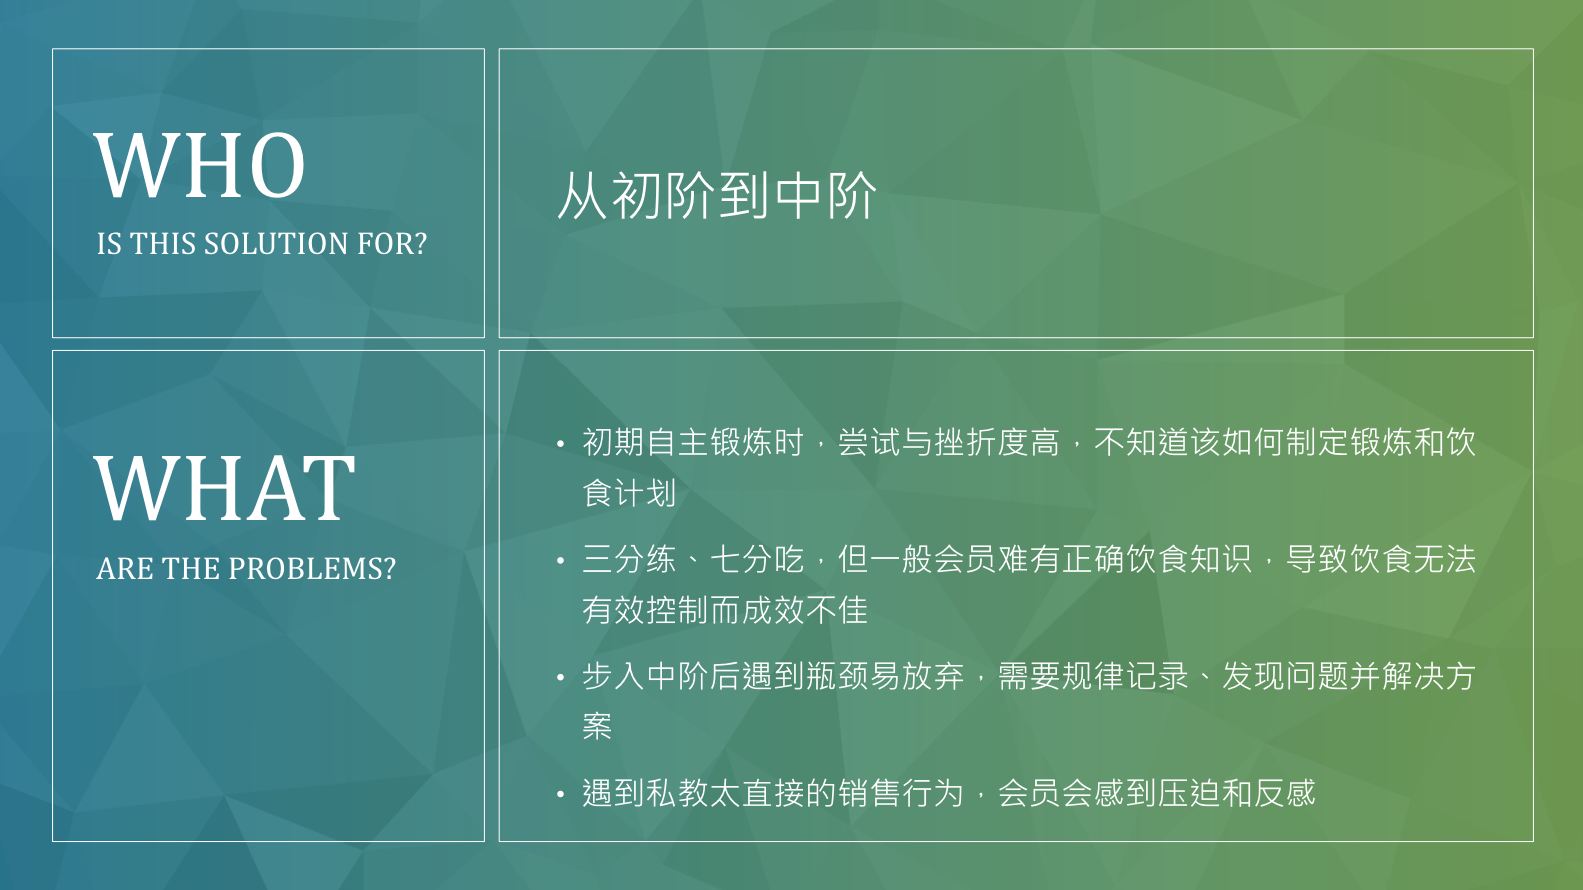 WHO
IS THIS SOLUTION FOR?
从初阶到中阶
WHAT
ARE THE PROBLEMS?
• 初期自主锻炼时，尝试与挫折度高，不知道该如何制定锻炼和饮
食计划
• 三分练、七分吃，但一般会员难有正确饮食知识，导致饮食无法
有效控制而成效不佳
• 步入中阶后遇到瓶颈易放弃，需要规律记录、发现问题并解决方
案
• 遇到私教太直接的销售行为，会员会感到压迫和反感